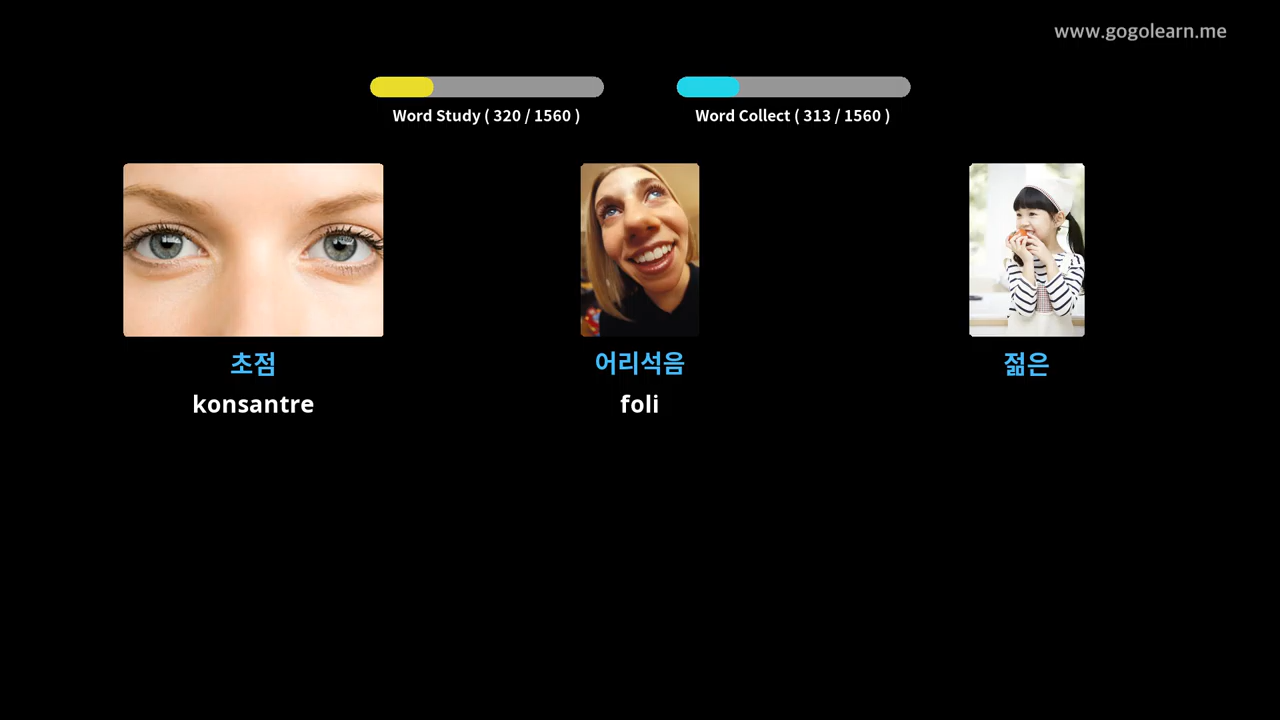 www.gogolearn.me
Word Study ( 320 / 1560 )
Word Collect ( 313 / 1560 )
초점
어리석음
젊은
konsantre
foli